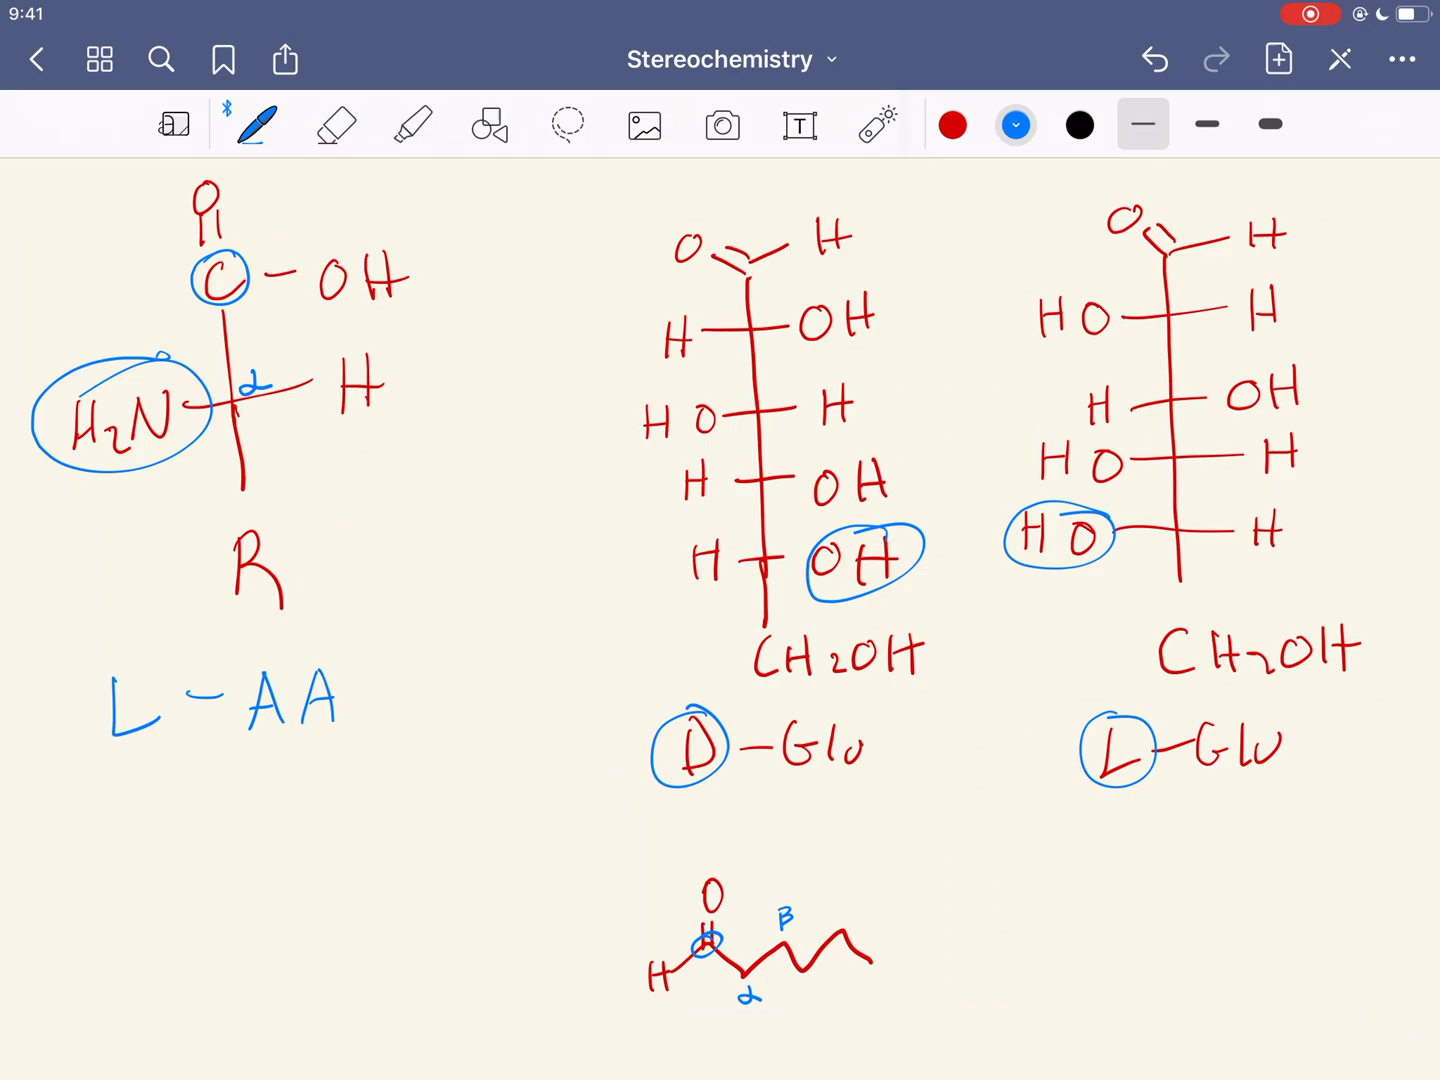 9:41
Stereochemistry
T
O
C - OH
H₂N α H
R
L - AA
O H
H OH
HO H
H OH
H OH
CH₂OH
D - Glu
O H
HO H
H OH
HO H
HO H
CH₂OH
L - Glu
O
β
H
α